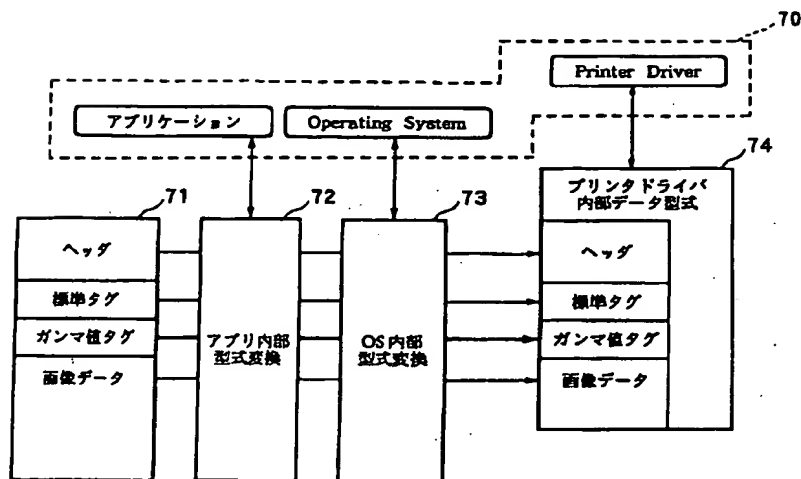 70
Printer Driver
アプリケーション
Operating System
74
71
72
73
プリンタドライバ
内部データ型式
ヘッダ
標準タグ
ガンマ値タグ
画像データ
アプリ内部
型式変換
OS内部
型式変換
ヘッダ
標準タグ
ガンマ値タグ
画像データ